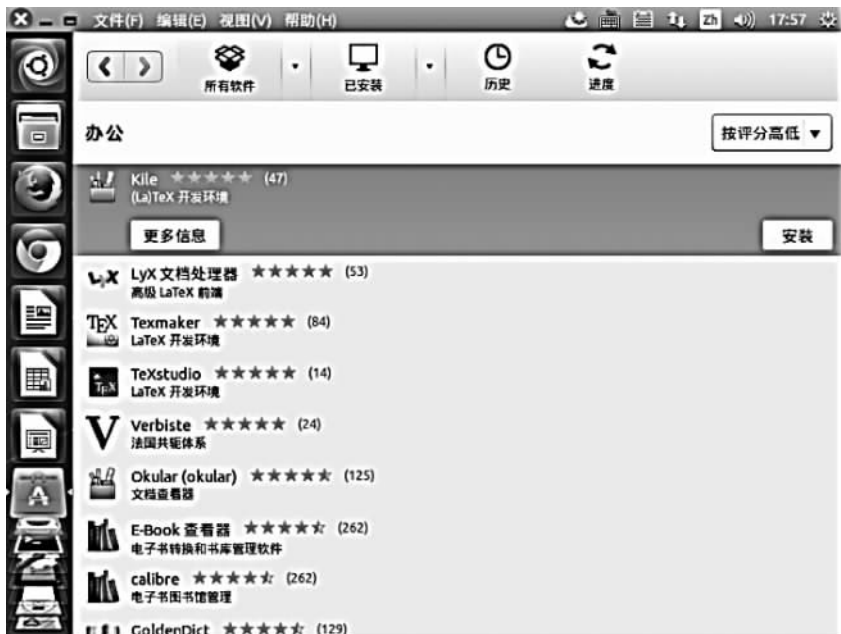 文件(F) 编辑(E) 视图(V) 帮助(H) Zh 17:57
所有软件 已安装 历史 进度
办公 按评分高低
Kile (47)
(La)TeX 开发环境
更多信息 安装
LyX 文档处理器 (53)
高级 LaTeX 前端
Texmaker (84)
LaTeX 开发环境
TeXstudio (14)
LaTeX 开发环境
Verbiste (24)
法国共轭体系
Okular (okular) (125)
文档查看器
E-Book 查看器 (262)
电子书转换和书库管理软件
calibre (262)
电子书图书馆管理
GoldenDict (129)